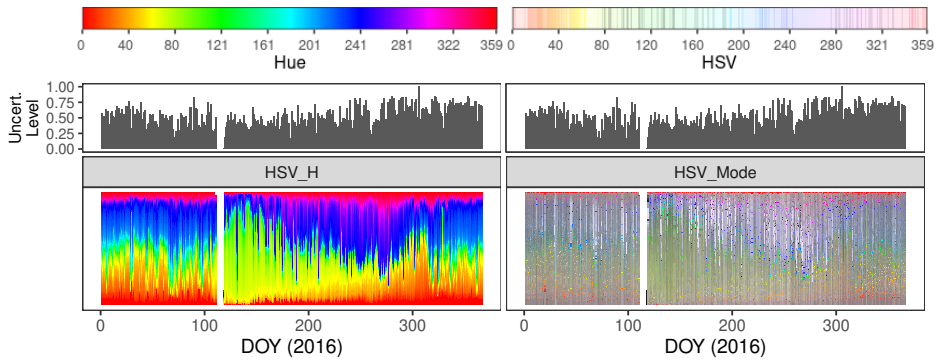 0 40 80 121 161 201 241 281 322 359
Hue
0 40 80 120 160 200 240 280 321 359
HSV
Uncert.
Level
1.00
0.75
0.50
0.25
0.00
HSV_H
HSV_Mode
0 100 200 300
DOY (2016)
0 100 200 300
DOY (2016)